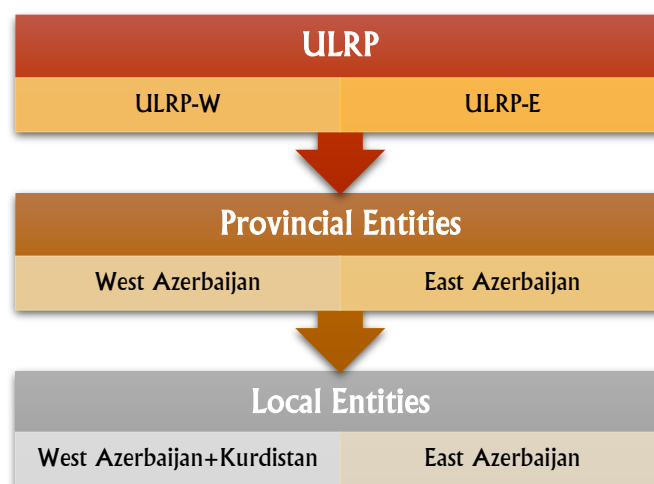 ULRP
ULRP-W ULRP-E
Provincial Entities
West Azerbaijan East Azerbaijan
Local Entities
West Azerbaijan+Kurdistan East Azerbaijan